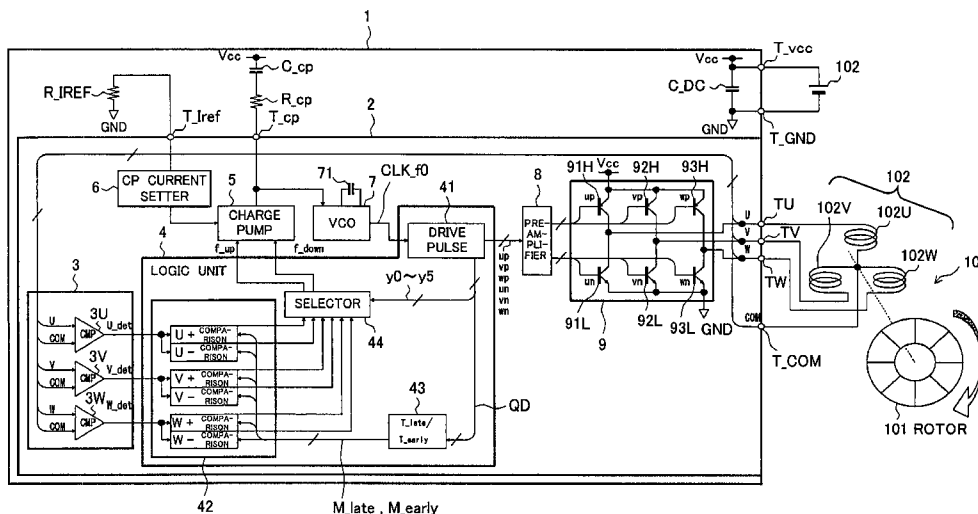 1
Vcc
C_cp
R_IREF
R_cp
GND
T_Iref
T_cp
2
Vcc
T_vcc
102
C_DC
GND
T_GND
6
CP CURRENT
SETTER
5
CHARGE
PUMP
71
7
VCO
CLK_f0
41
DRIVE
PULSE
8
PRE-
AMPLI-
FIER
up
vp
wp
un
vn
wn
91H
92H
93H
Vcc
up
vp
wp
un
vn
wn
91L
92L
93L
GND
9
U
V
W
COM
TU
TV
TW
T_COM
102
102V
102U
102W
10
101 ROTOR
4
f_up
f_down
LOGIC UNIT
y0～y5
SELECTOR
44
3
U
COM
3U
CMP
U_det
V
COM
3V
CMP
V_det
W
COM
3W
CMP
W_det
U + COMPA-
RISON
U - COMPA-
RISON
V + COMPA-
RISON
V - COMPA-
RISON
W + COMPA-
RISON
W - COMPA-
RISON
43
T_late/
T_early
QD
42
M_late , M_early